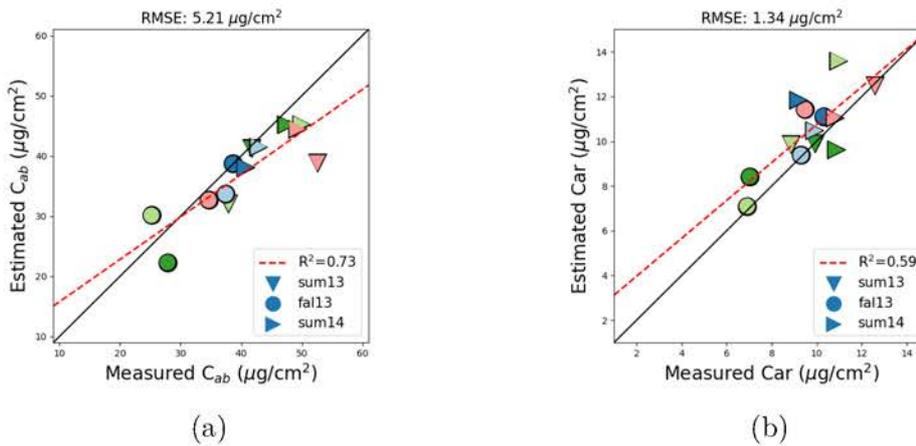 RMSE: 5.21 µg/cm²
60
50
40
30
20
10
Estimated C_ab (µg/cm²)
R²=0.73
sum13
fal13
sum14
10 20 30 40 50 60
Measured C_ab (µg/cm²)
(a)
RMSE: 1.34 µg/cm²
14
12
10
8
6
4
2
Estimated Car (µg/cm²)
R²=0.59
sum13
fal13
sum14
2 4 6 8 10 12 14
Measured Car (µg/cm²)
(b)